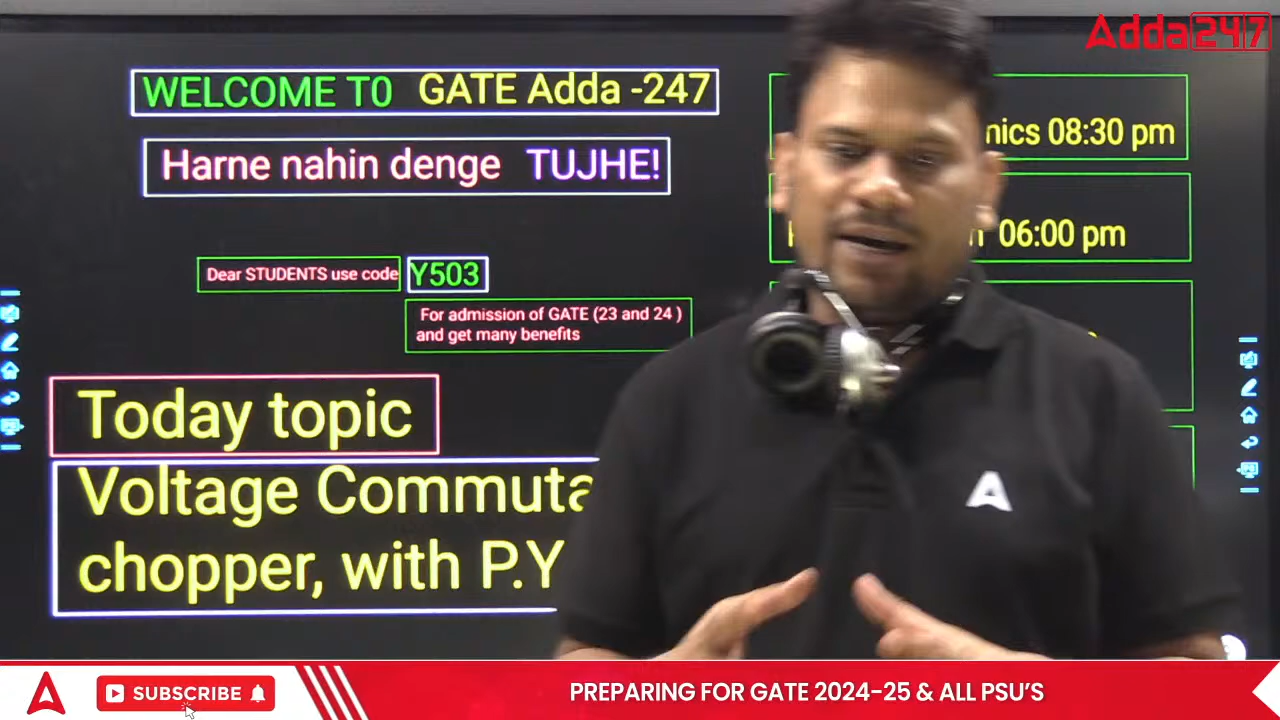 Adda247
WELCOME T0 GATE Adda -247
Harne nahin denge TUJHE!
Dear STUDENTS use code Y503
For admission of GATE (23 and 24 )
and get many benefits
Today topic
Voltage
chopper, with
08:30 pm
06:00 pm
SUBSCRIBE
PREPARING FOR GATE 2024-25 & ALL PSU'S